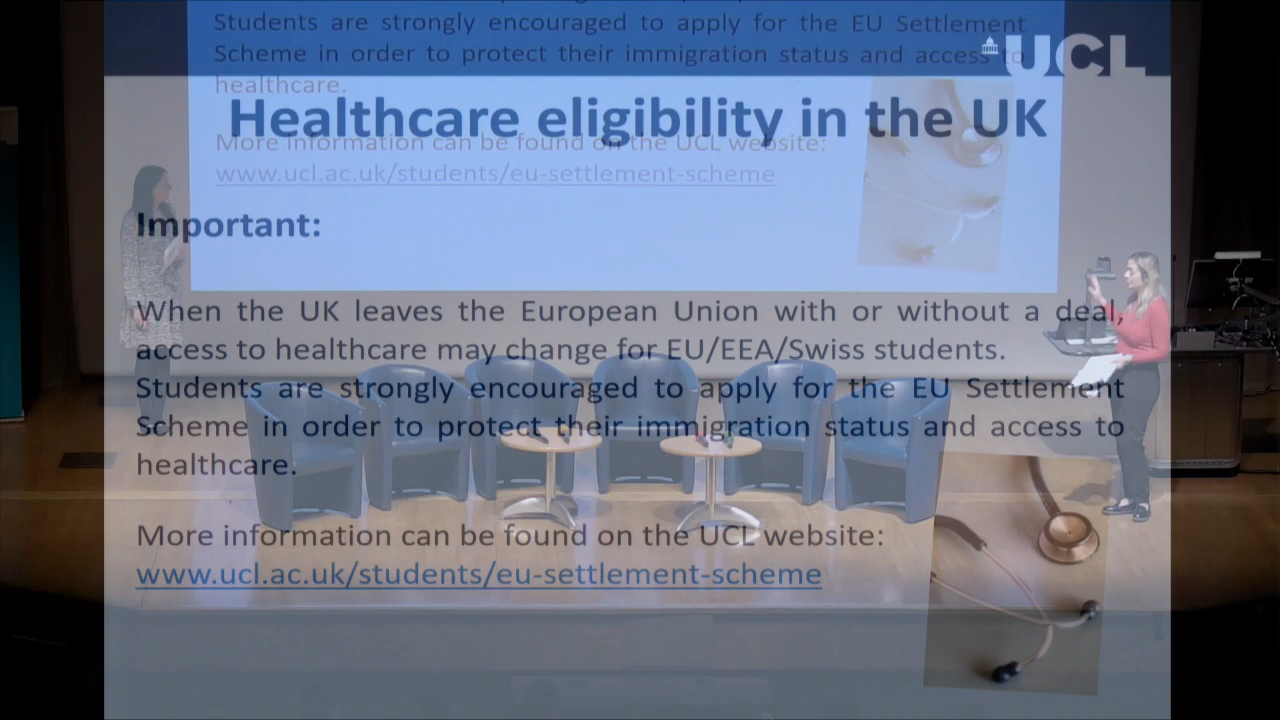 Students are strongly encouraged to apply for the EU Settlement
Scheme in order to protect their immigration status and access to
healthcare.
More information can be found on the UCL website:
www.ucl.ac.uk/students/eu-settlement-scheme
UCL
Healthcare eligibility in the UK
Important:
When the UK leaves the European Union with or without a deal,
access to healthcare may change for EU/EEA/Swiss students.
Students are strongly encouraged to apply for the EU Settlement
Scheme in order to protect their immigration status and access to
healthcare.
More information can be found on the UCL website:
www.ucl.ac.uk/students/eu-settlement-scheme